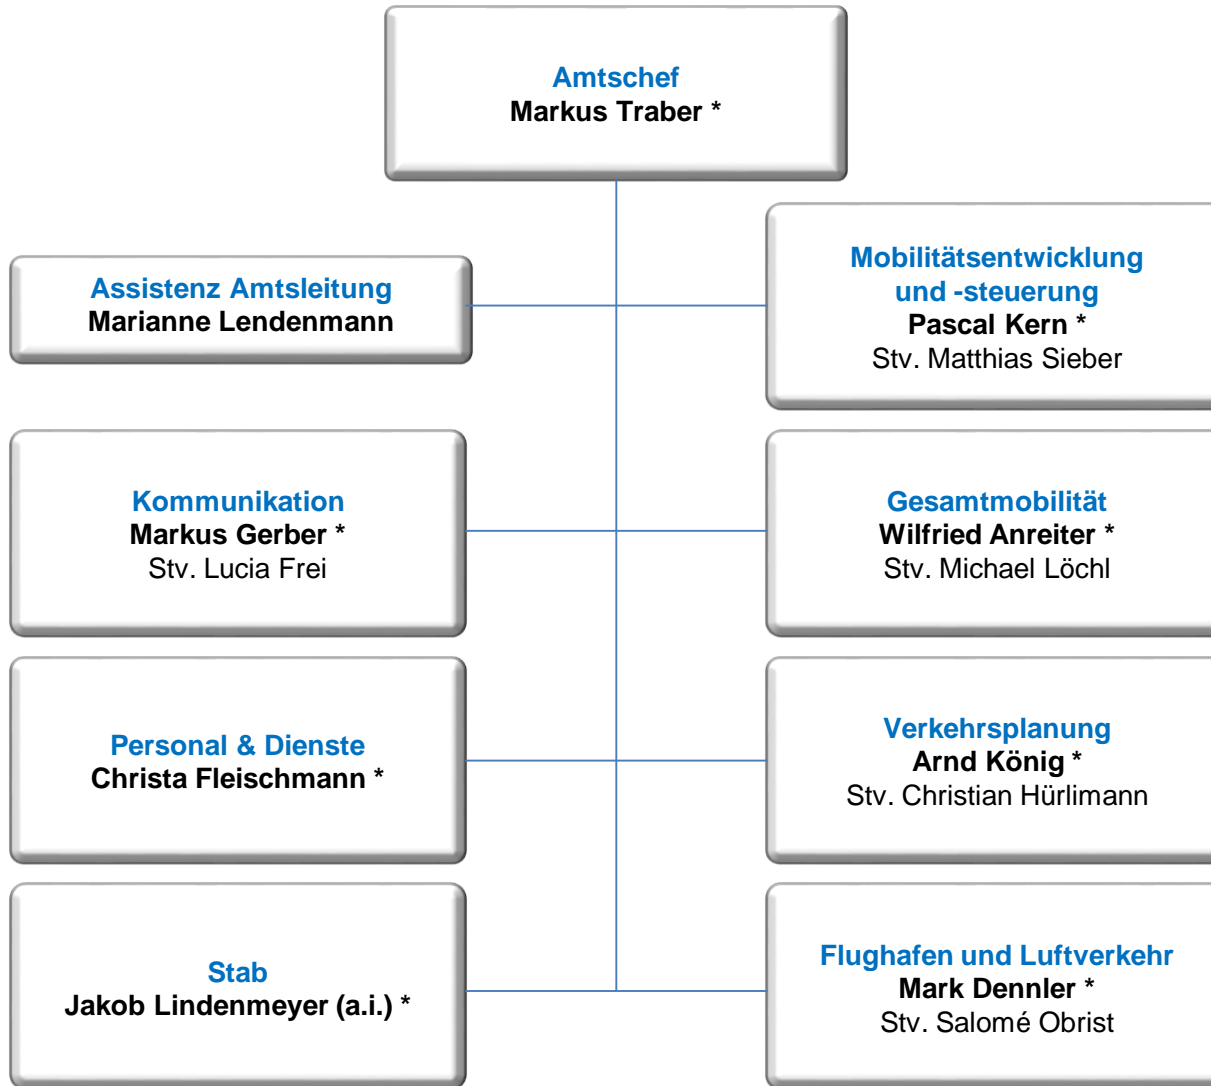 Amtschef
Markus Traber *
Assistenz Amtsleitung
Marianne Lendenmann
Mobilitätsentwicklung
und -steuerung
Pascal Kern *
Stv. Matthias Sieber
Kommunikation
Markus Gerber *
Stv. Lucia Frei
Gesamtmobilität
Wilfried Anreiter *
Stv. Michael Löchl
Personal & Dienste
Christa Fleischmann *
Verkehrsplanung
Arnd König *
Stv. Christian Hürlimann
Stab
Jakob Lindenmeyer (a.i.) *
Flughafen und Luftverkehr
Mark Dennler *
Stv. Salomé Obrist